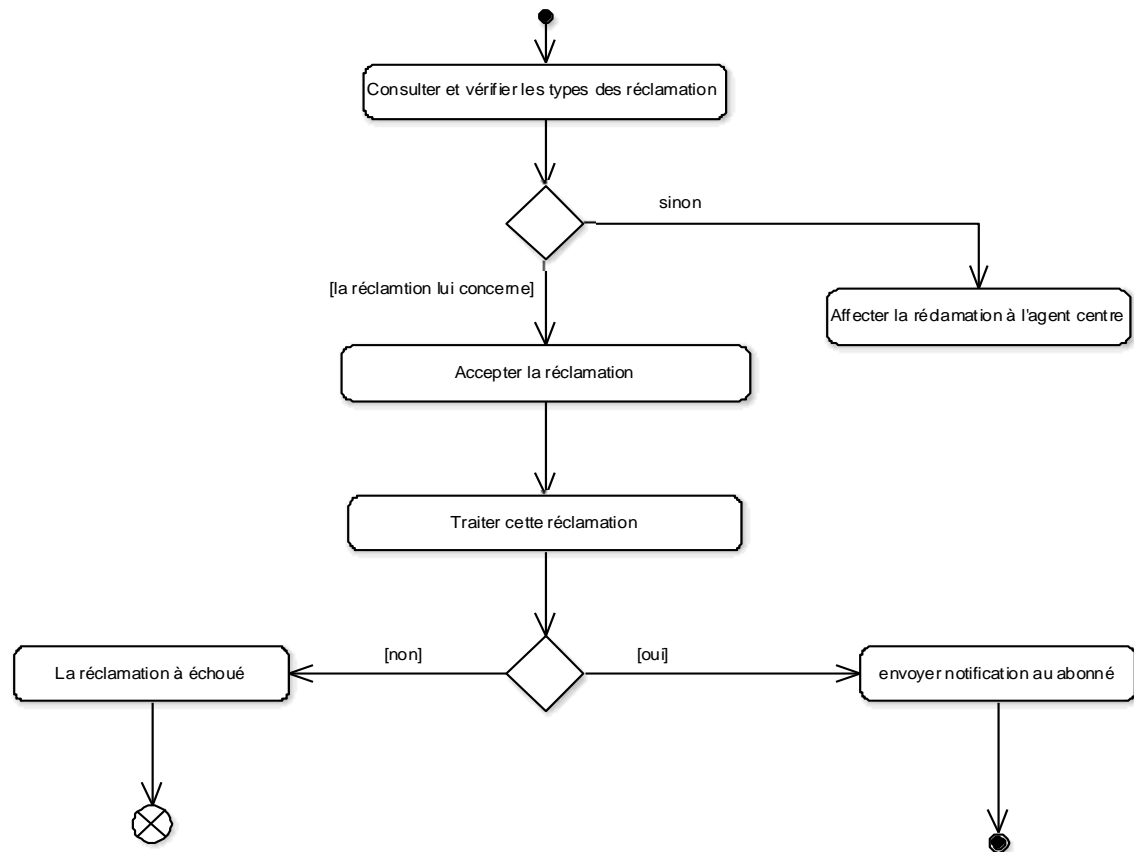 Consulter et vérifier les types des réclamation
sinon
[la réclamtion lui concerne]
Affecter la réclamation à l'agent centre
Accepter la réclamation
Traiter cette réclamation
[non]
[oui]
La réclamation à échoué
envoyer notification au abonné